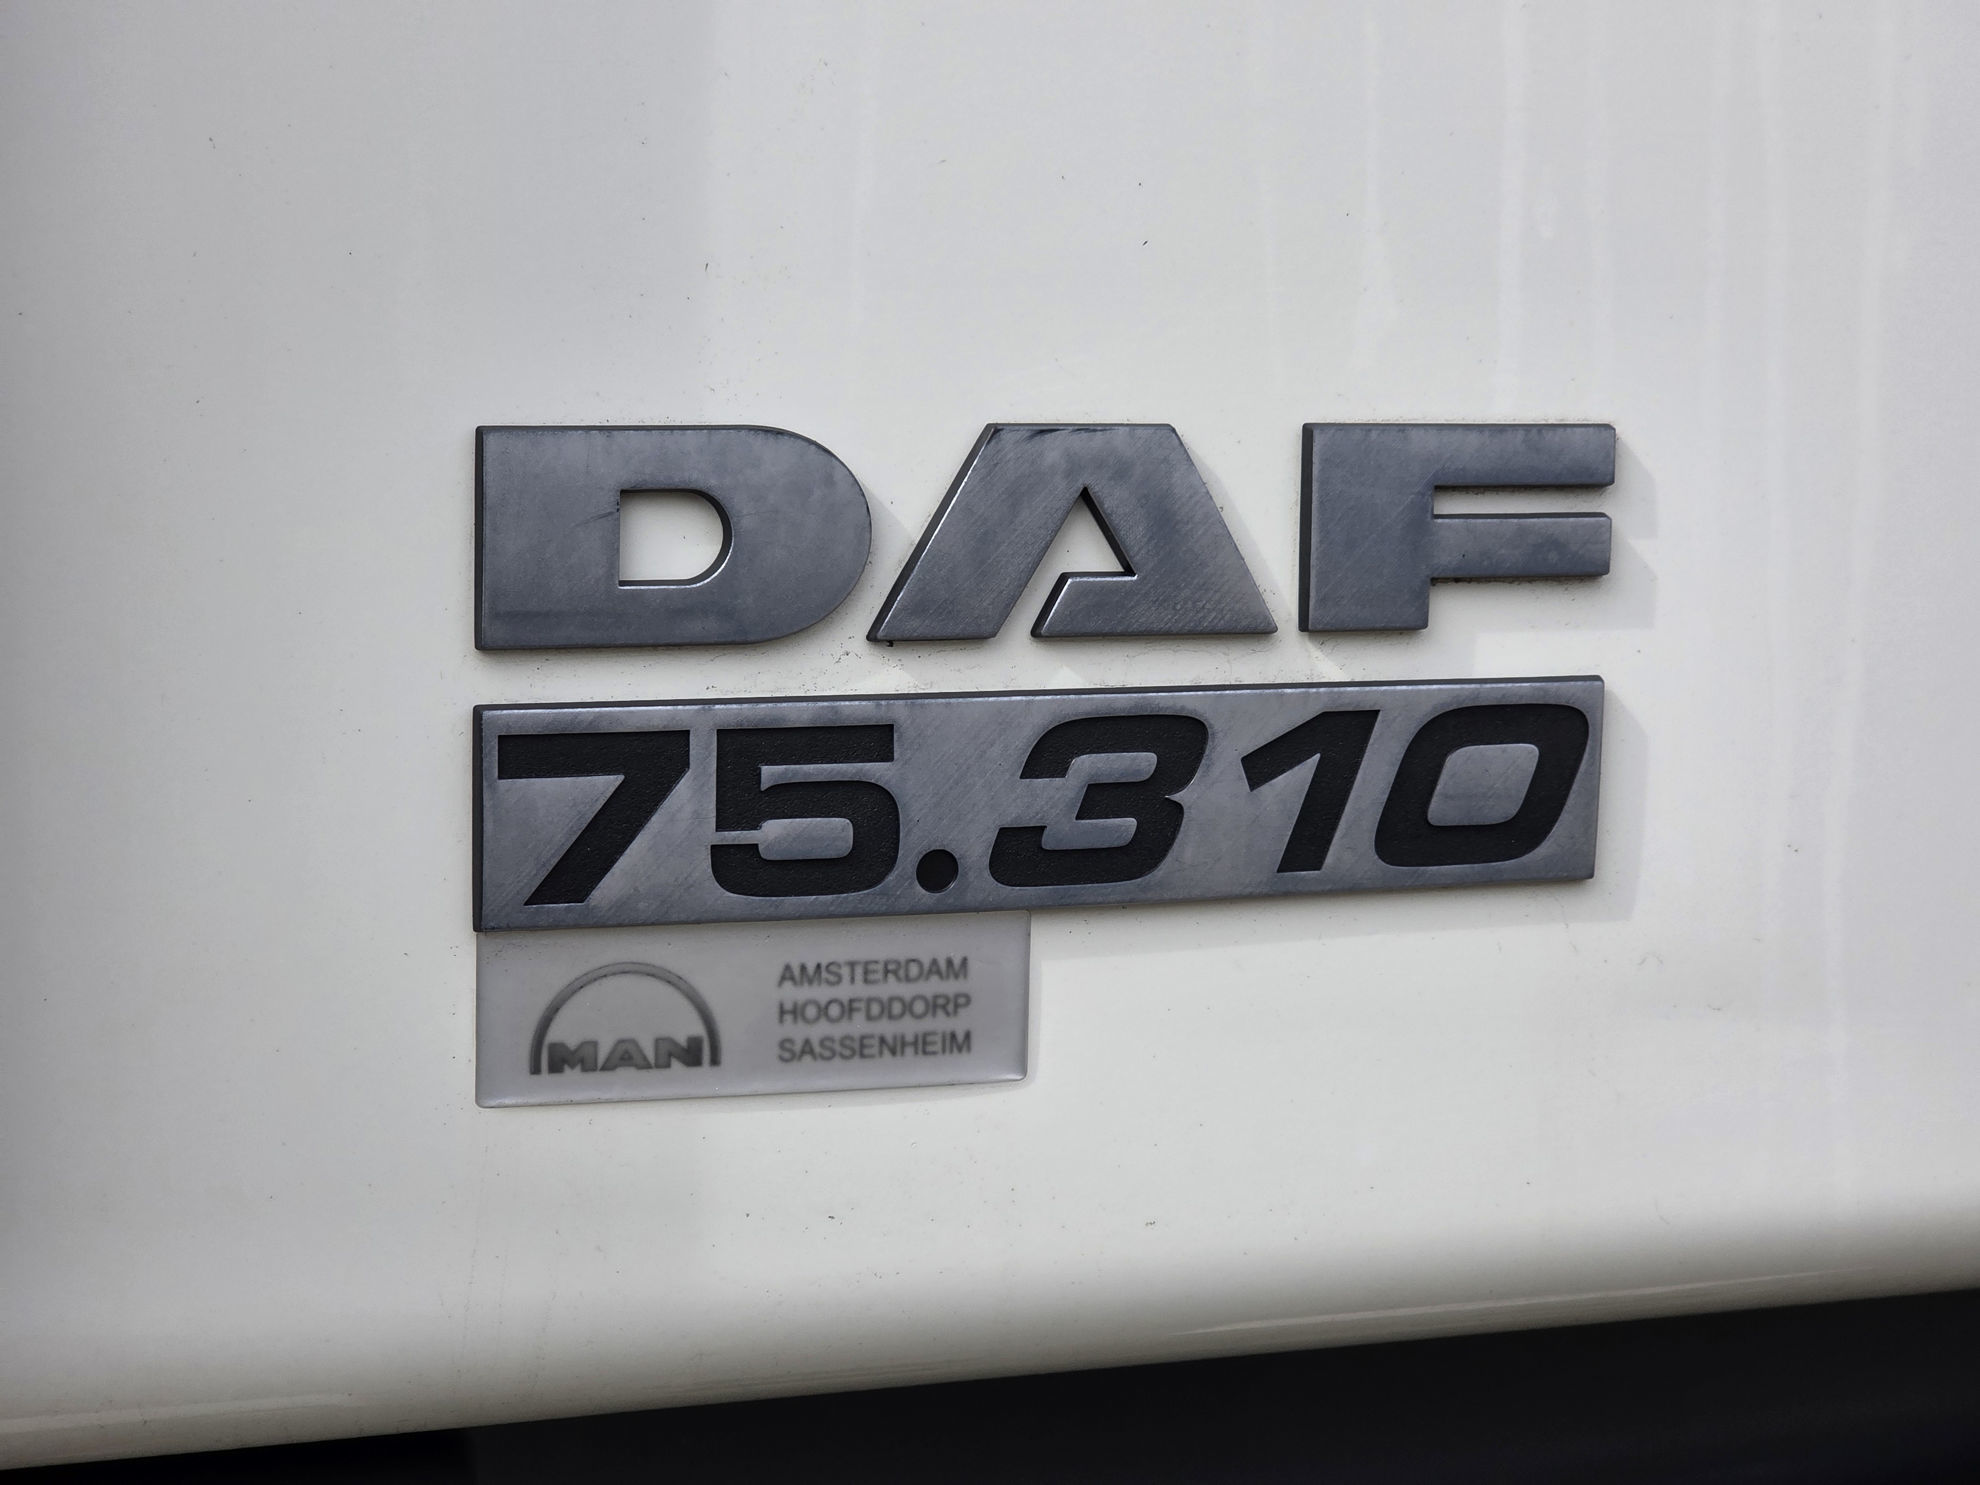 DAF
75.310
MAN
AMSTERDAM
HOOFDDORP
SASSENHEIM